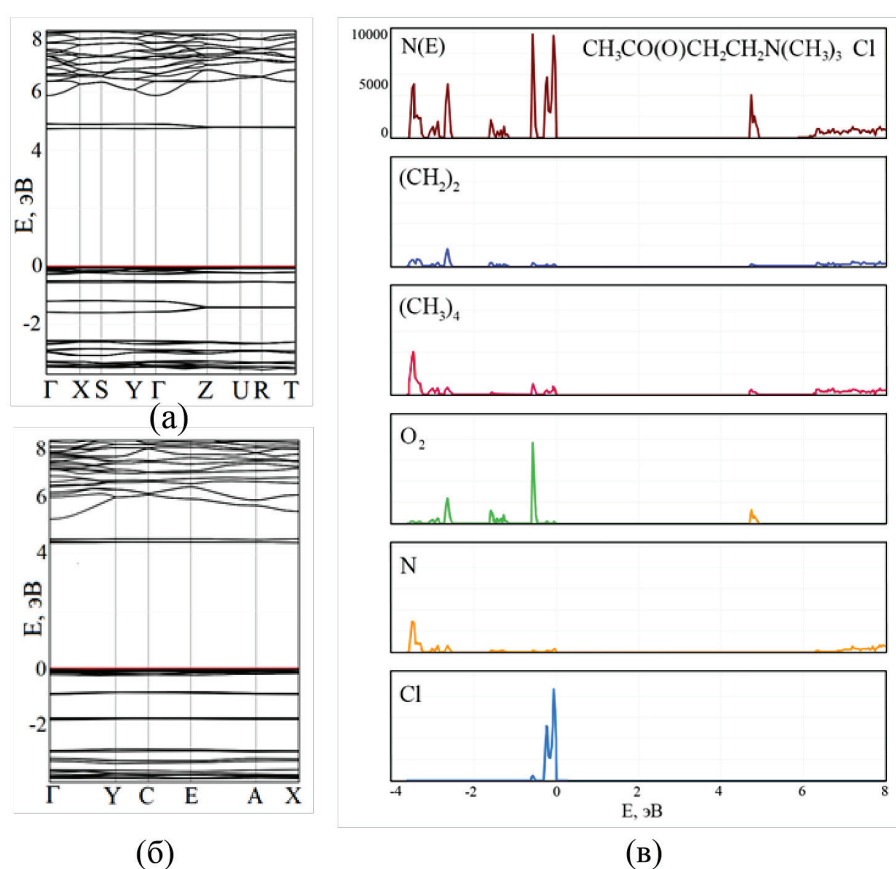 8
6
4
0
-2
E, эВ
Γ X S Y Γ Z U R T
(а)
8
6
4
0
-2
E, эВ
Γ Y C E A X
(б)
10000
5000
0
N(E)
CH₃CO(O)CH₂CH₂N(CH₃)₃ Cl
(CH₂)₂
(CH₃)₄
O₂
N
Cl
-4 -2 0 2 4 6 8
E, эВ
(в)